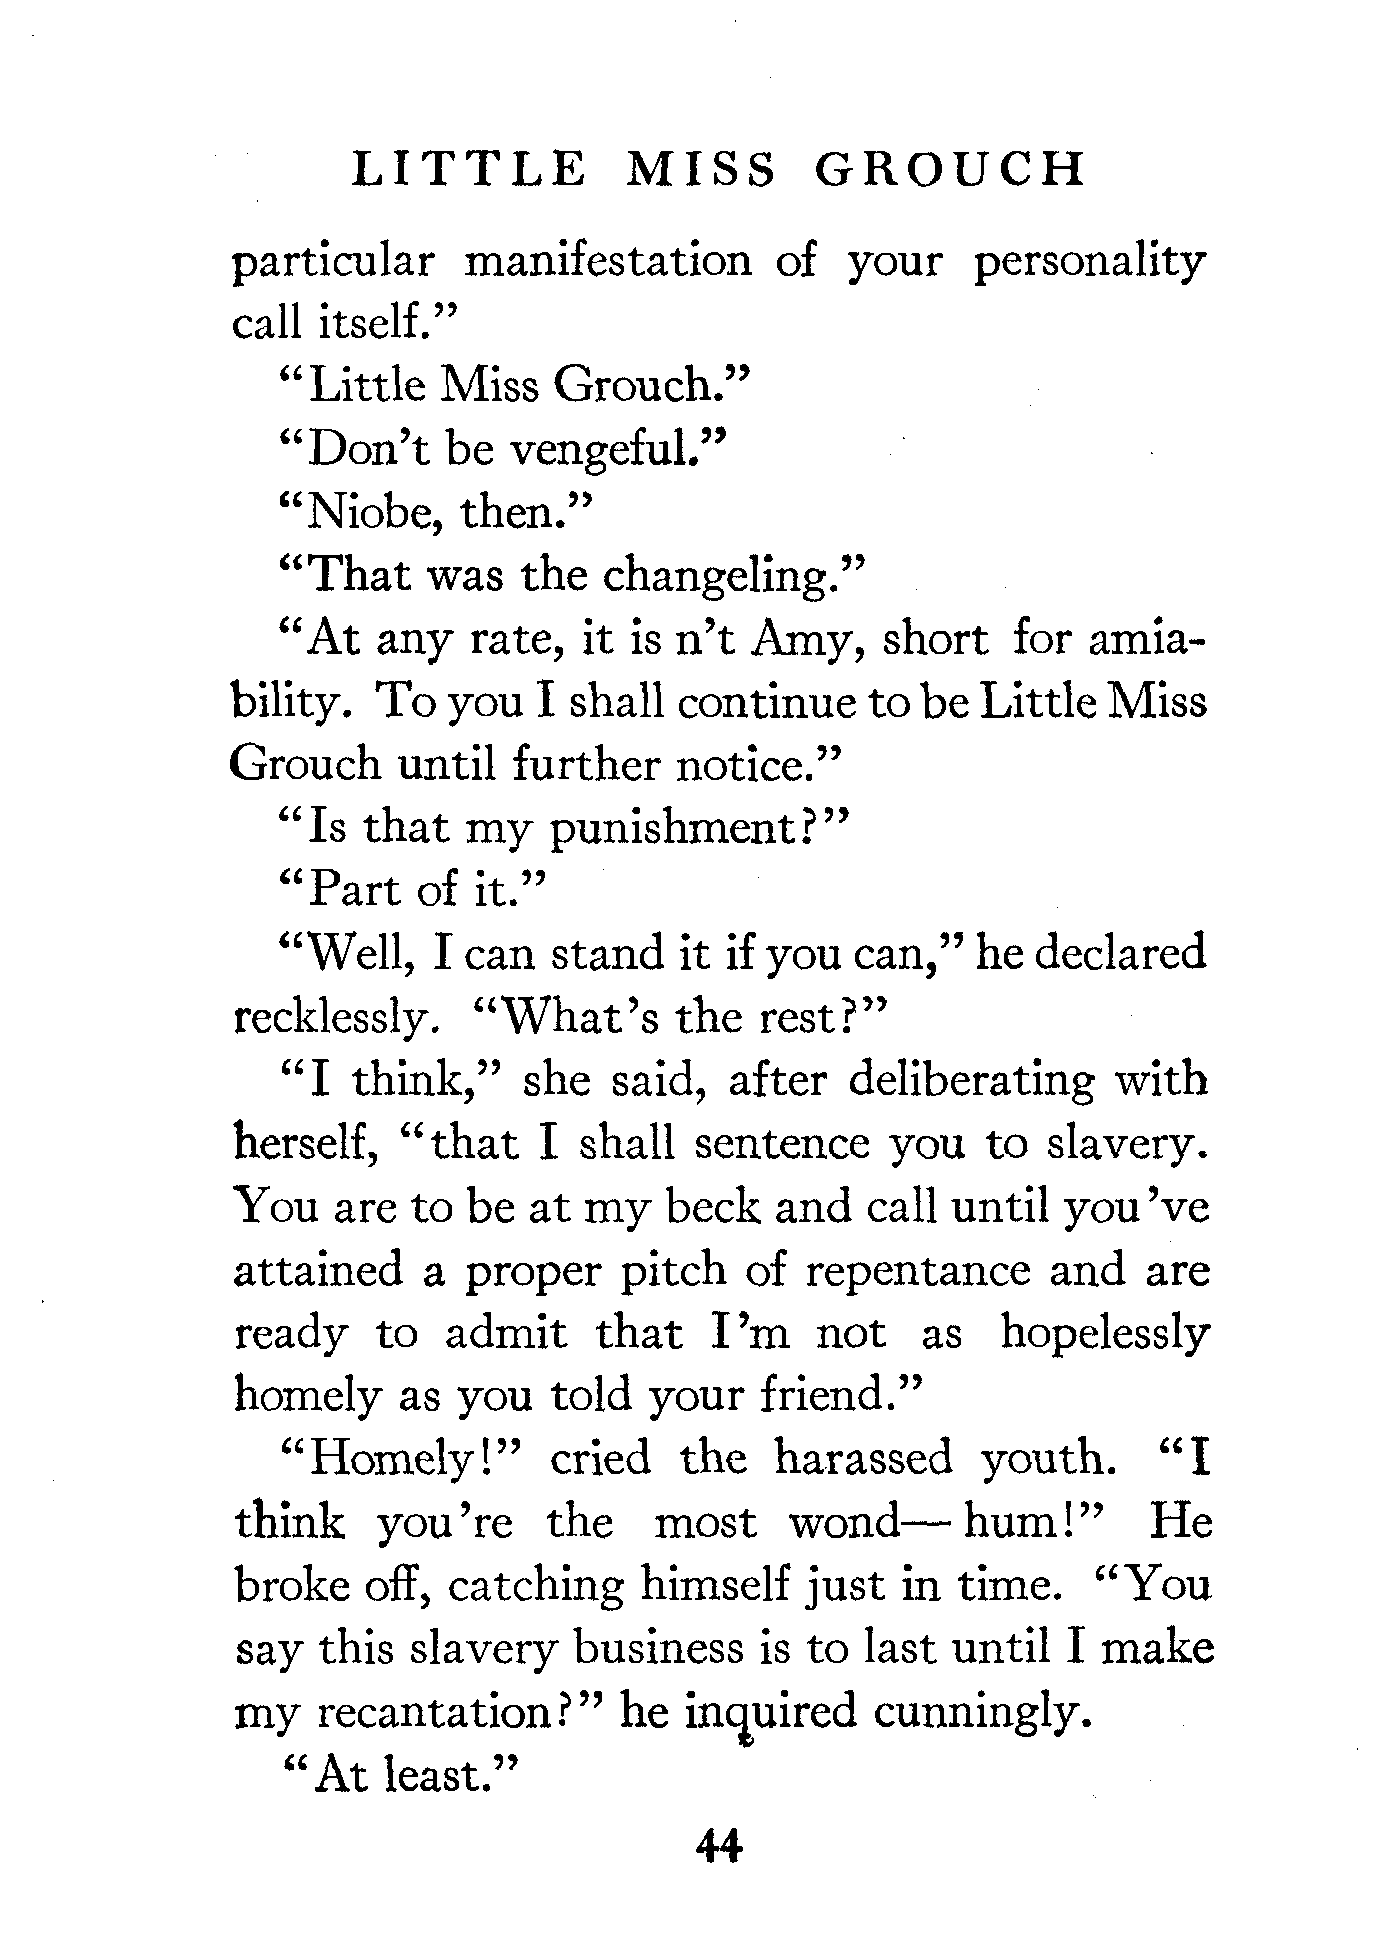 LITTLE MISS GROUCH
particular manifestation of your personality
call itself.”
“Little Miss Grouch.”
“Don’t be vengeful.”
“Niobe, then.”
“That was the changeling.”
“At any rate, it is n’t Amy, short for amia-
bility. To you I shall continue to be Little Miss
Grouch until further notice.”
“Is that my punishment?”
“Part of it.”
“Well, I can stand it if you can,” he declared
recklessly. “What’s the rest?”
“I think,” she said, after deliberating with
herself, “that I shall sentence you to slavery.
You are to be at my beck and call until you’ve
attained a proper pitch of repentance and are
ready to admit that I’m not as hopelessly
homely as you told your friend.”
“Homely!” cried the harassed youth. “I
think you’re the most wond— hum!” He
broke off, catching himself just in time. “You
say this slavery business is to last until I make
my recantation?” he inquired cunningly.
“At least.”
44